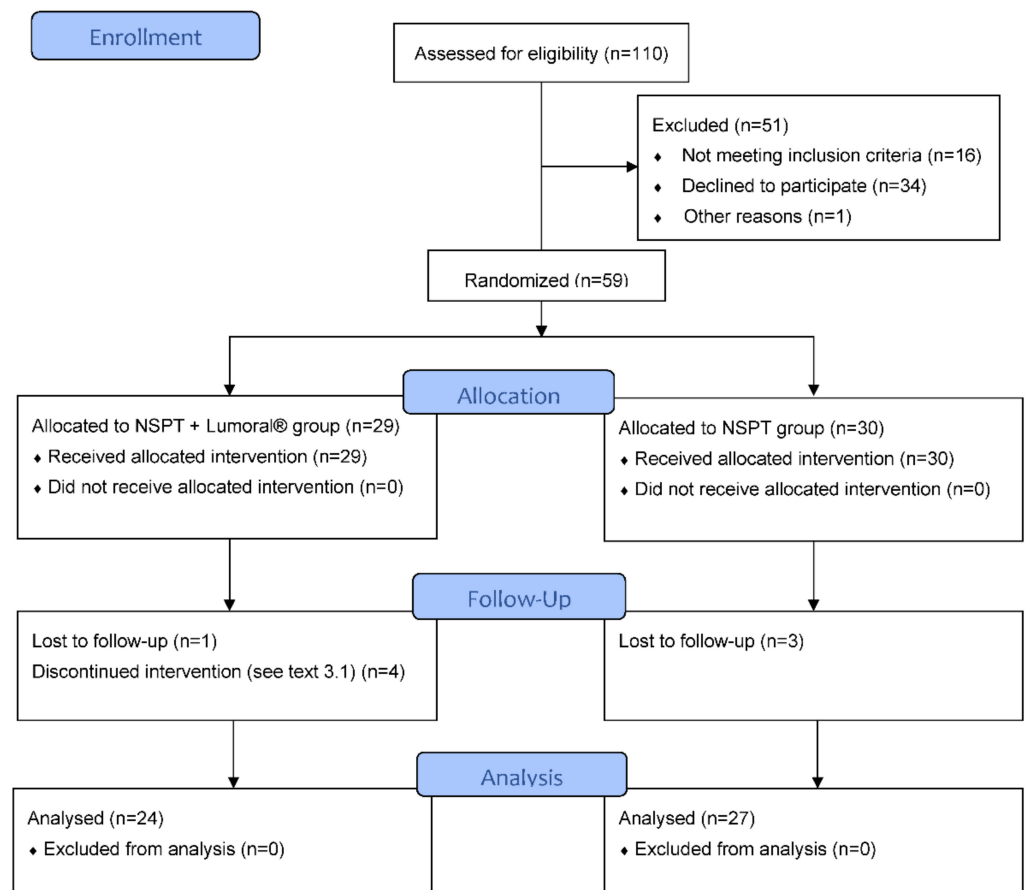 Enrollment
Assessed for eligibility (n=110)
Excluded (n=51)
♦ Not meeting inclusion criteria (n=16)
♦ Declined to participate (n=34)
♦ Other reasons (n=1)
Randomized (n=59)
Allocation
Allocated to NSPT + Lumoral® group (n=29)
♦ Received allocated intervention (n=29)
♦ Did not receive allocated intervention (n=0)
Allocated to NSPT group (n=30)
♦ Received allocated intervention (n=30)
♦ Did not receive allocated intervention (n=0)
Follow-Up
Lost to follow-up (n=1)
Discontinued intervention (see text 3.1) (n=4)
Lost to follow-up (n=3)
Analysis
Analysed (n=24)
♦ Excluded from analysis (n=0)
Analysed (n=27)
♦ Excluded from analysis (n=0)